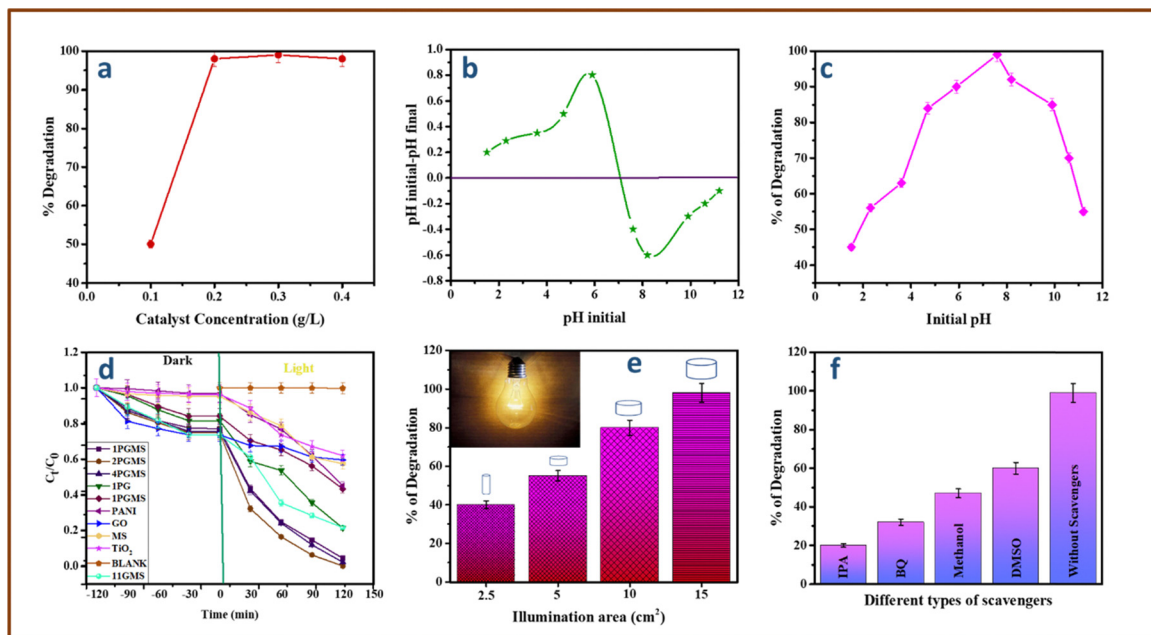 a
100
90
80
70
60
50
40
0.0
0.1
0.2
0.3
0.4
% Degradation
Catalyst Concentration (g/L)
b
1.0
0.8
0.6
0.4
0.2
0.0
-0.2
-0.4
-0.6
-0.8
0
2
4
6
8
10
12
pH initial-pH final
pH initial
c
100
90
80
70
60
50
40
0
2
4
6
8
10
12
% of Degradation
Initial pH
d
Dark
Light
1.2
1.0
0.8
0.6
0.4
0.2
0.0
-120
-90
-60
-30
0
30
60
90
120
150
Ct/C0
Time (min)
1PGMS
2PGMS
4PGMS
1PG
1PGMS
PANI
GO
MS
TiO2
BLANK
11GMS
e
120
100
80
60
40
20
0
2.5
5
10
15
% of Degradation
Illumination area (cm²)
f
120
100
80
60
40
20
0
IPA
BQ
Methanol
DMSO
Without Scavengers
% of Degradation
Different types of scavengers